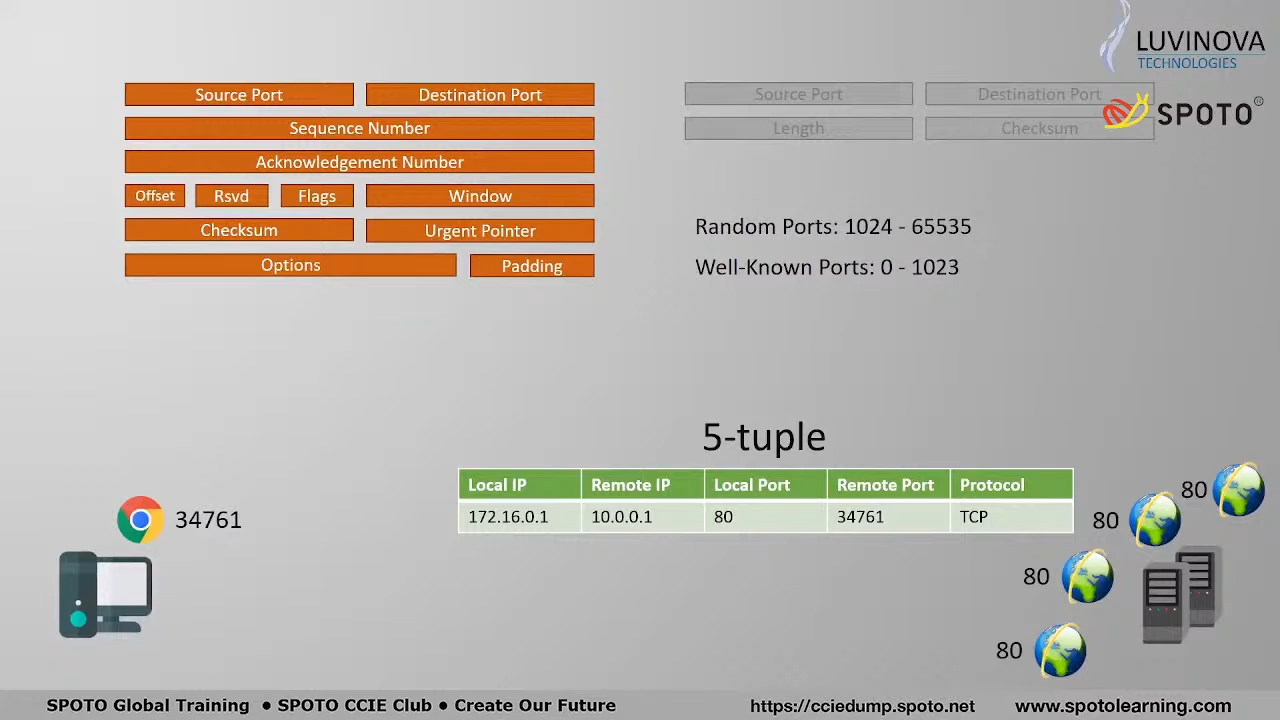 LUVINOVA
TECHNOLOGIES
SPOTO®
Source Port Destination Port
Sequence Number
Acknowledgement Number
Offset Rsvd Flags Window
Checksum Urgent Pointer
Options Padding
Source Port Destination Port
Length Checksum
Random Ports: 1024 - 65535
Well-Known Ports: 0 - 1023
5-tuple
Local IP Remote IP Local Port Remote Port Protocol
172.16.0.1 10.0.0.1 80 34761 TCP
34761
80
80
80
80
SPOTO Global Training ● SPOTO CCIE Club ● Create Our Future https://cciedump.spoto.net www.spotolearning.com